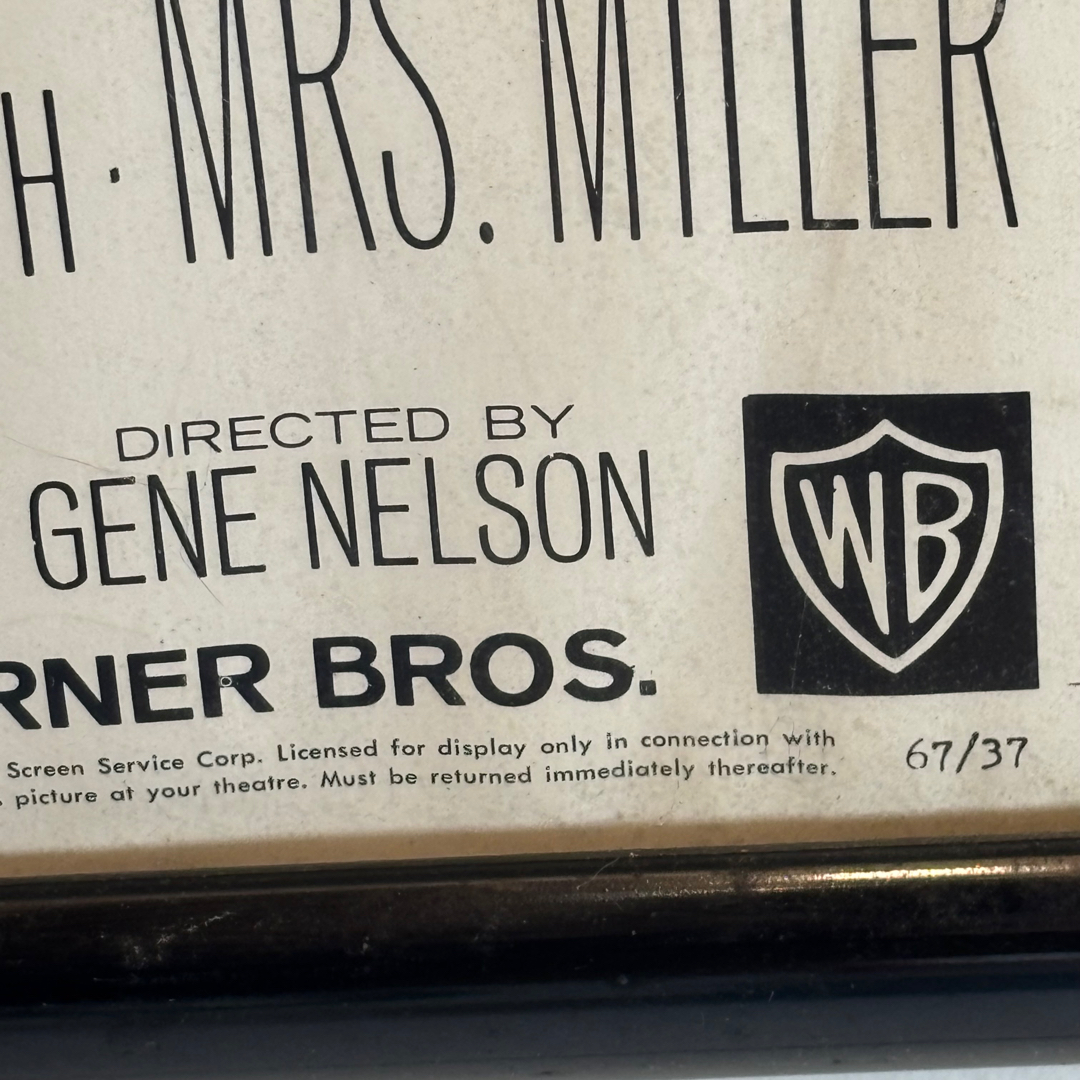 H · MRS. MILLER
DIRECTED BY
GENE NELSON
WB
RNER BROS.
Screen Service Corp. Licensed for display only in connection with
picture at your theatre. Must be returned immediately thereafter.
67/37